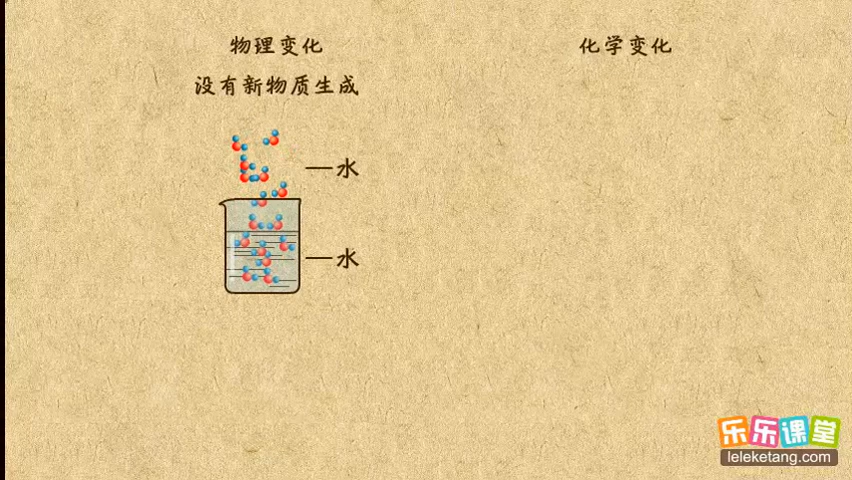 物理变化
化学变化
没有新物质生成
—水
—水
乐乐课堂
leleketang.com